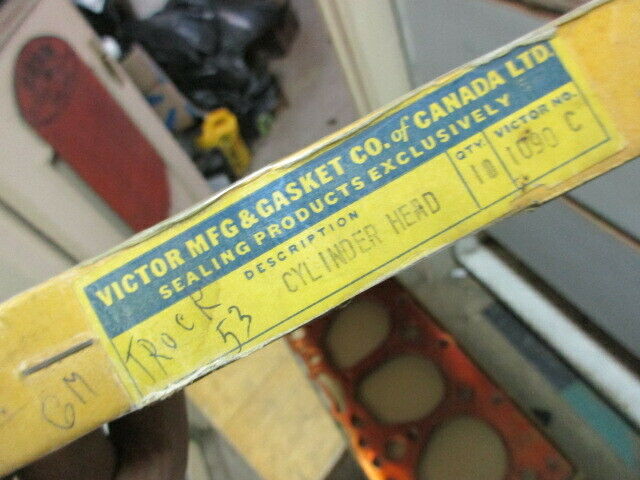 VICTOR MFG & GASKET CO. of CANADA LTD.
SEALING PRODUCTS EXCLUSIVELY
DESCRIPTION
QTY.
VICTOR NO.
CYLINDER HEAD
10
1090 C
TROCK
53
GM